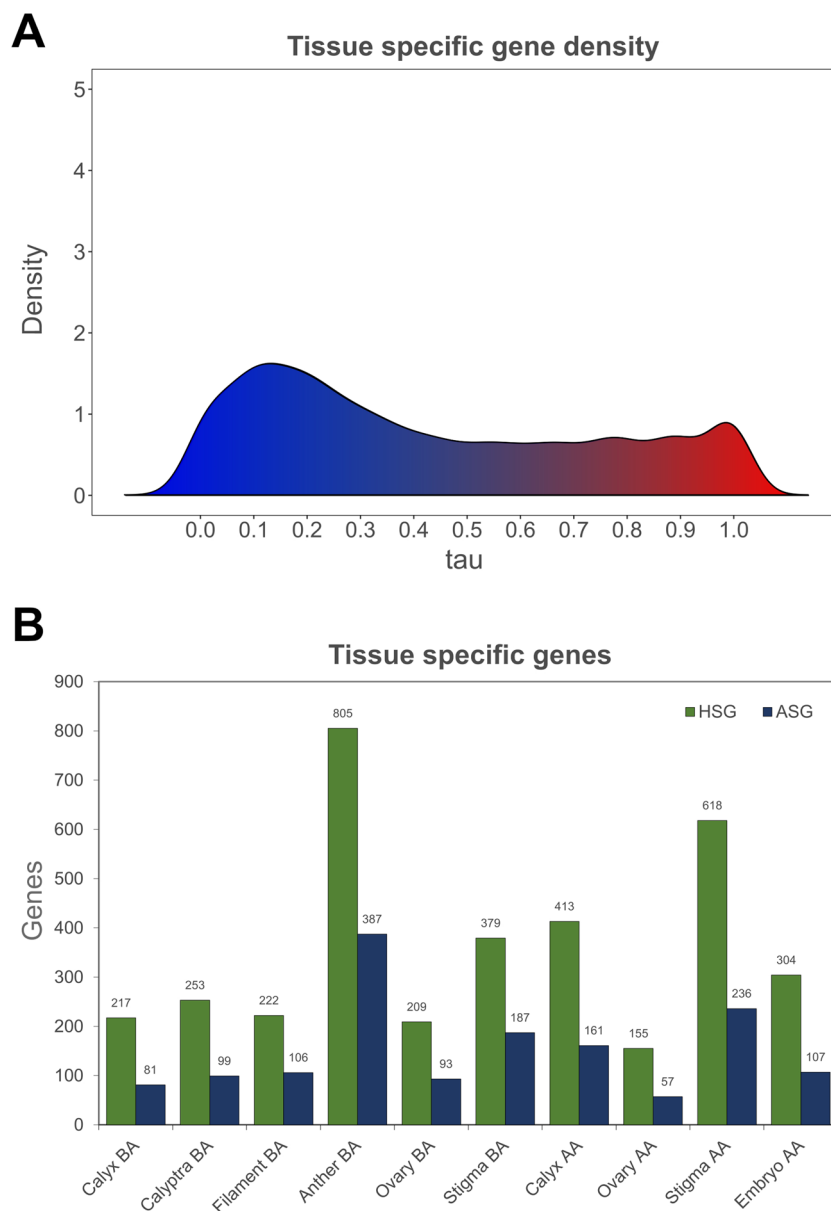 A
Tissue specific gene density
5
4
3
2
1
0
Density
0.0 0.1 0.2 0.3 0.4 0.5 0.6 0.7 0.8 0.9 1.0
tau
B
Tissue specific genes
HSG ASG
900
800
700
600
500
400
300
200
100
0
Genes
217 81 253 99 222 106 805 387 209 93 379 187 413 161 155 57 618 236 304 107
Calyx BA
Calyptra BA
Filament BA
Anther BA
Ovary BA
Stigma BA
Calyx AA
Ovary AA
Stigma AA
Embryo AA